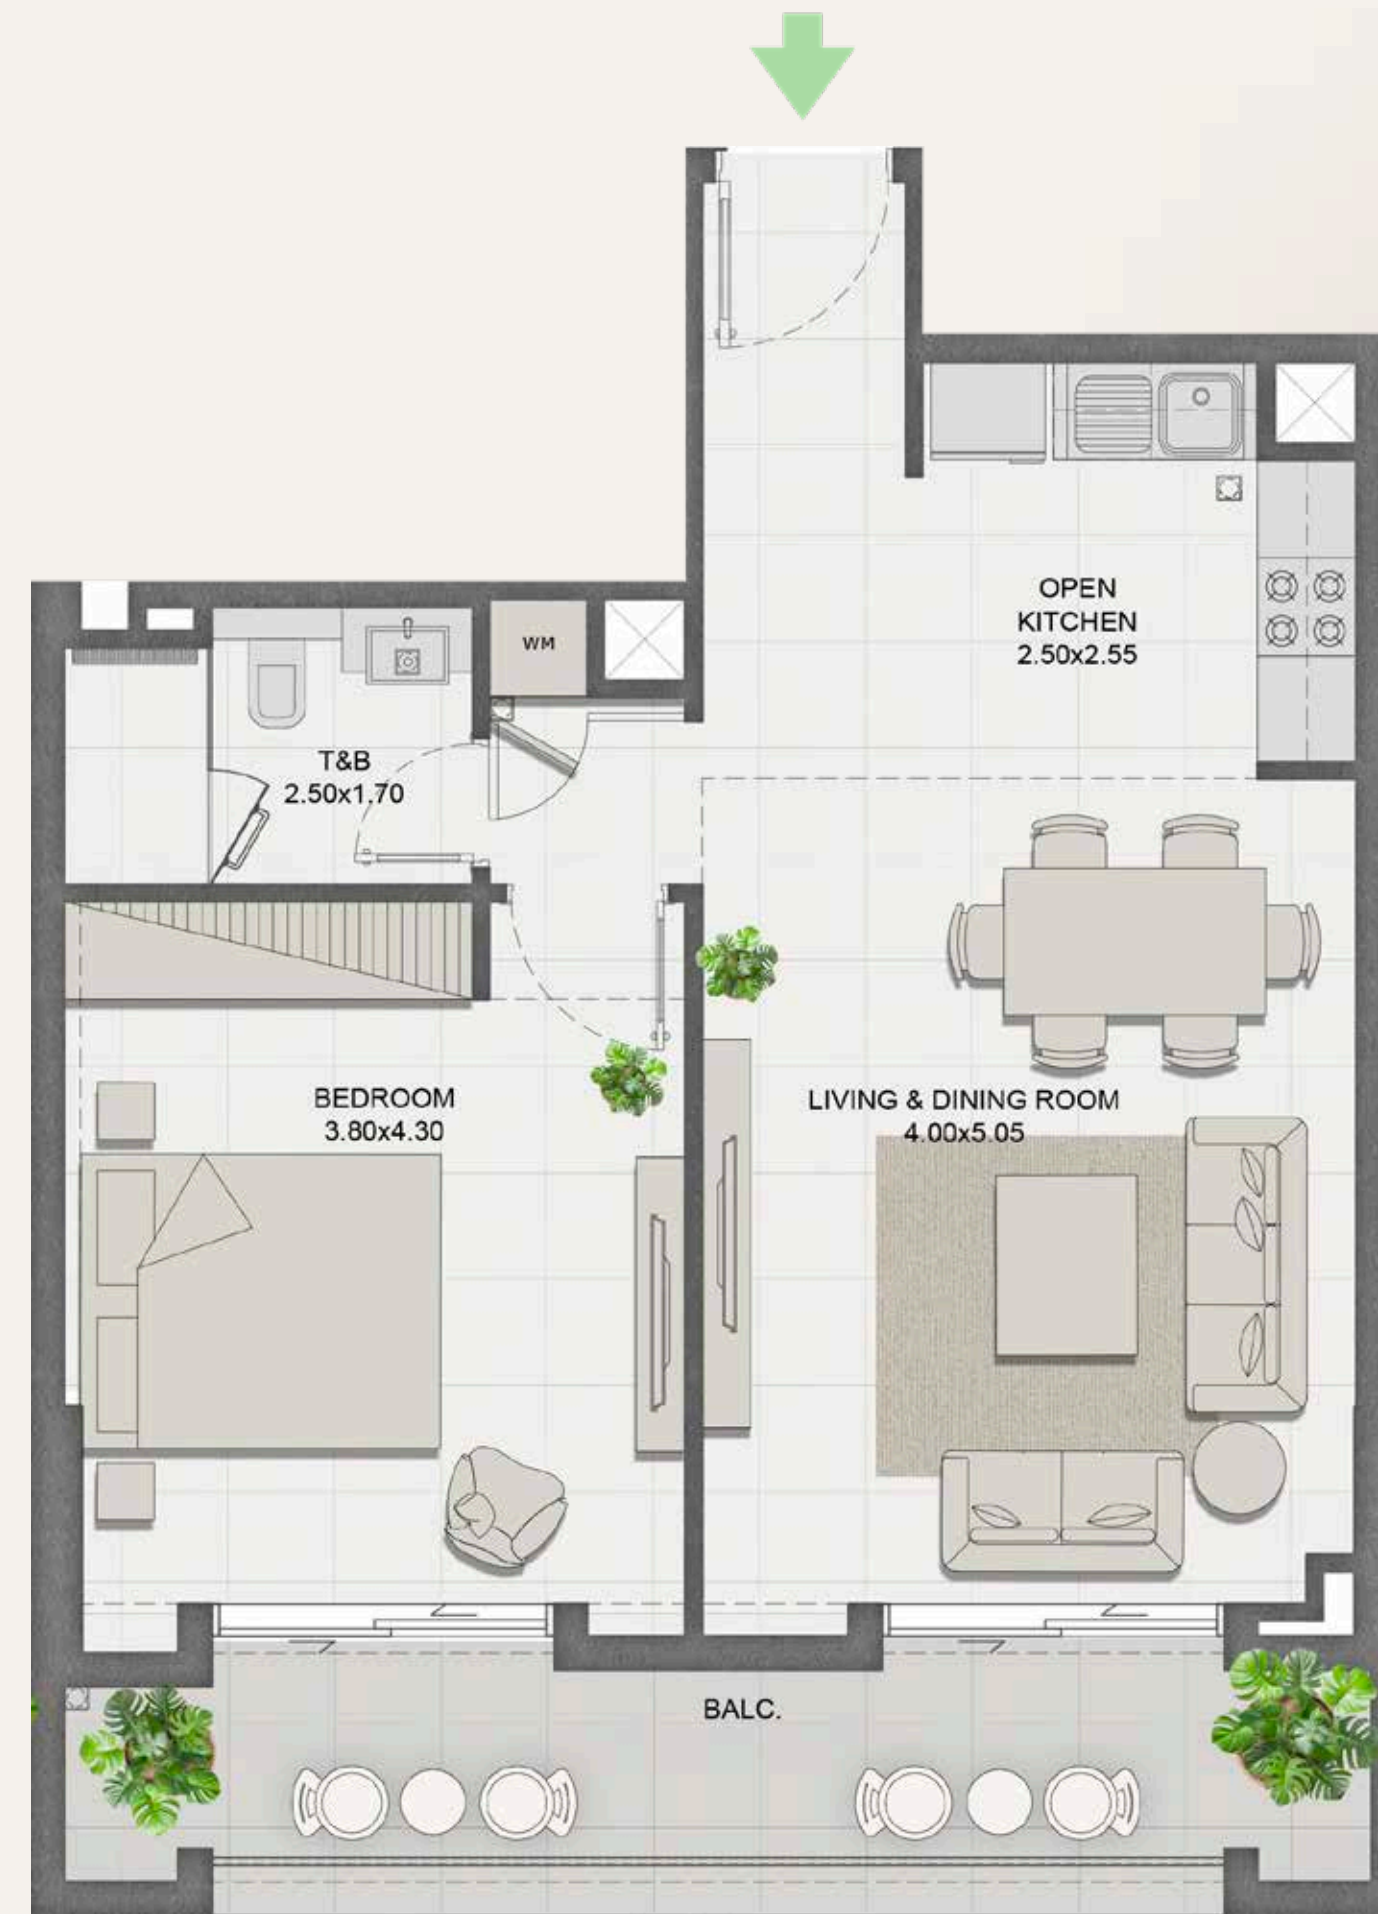 OPEN
KITCHEN
2.50x2.55
WM
T&B
2.50x1.70
BEDROOM
3.80x4.30
LIVING & DINING ROOM
4.00x5.05
BALC.